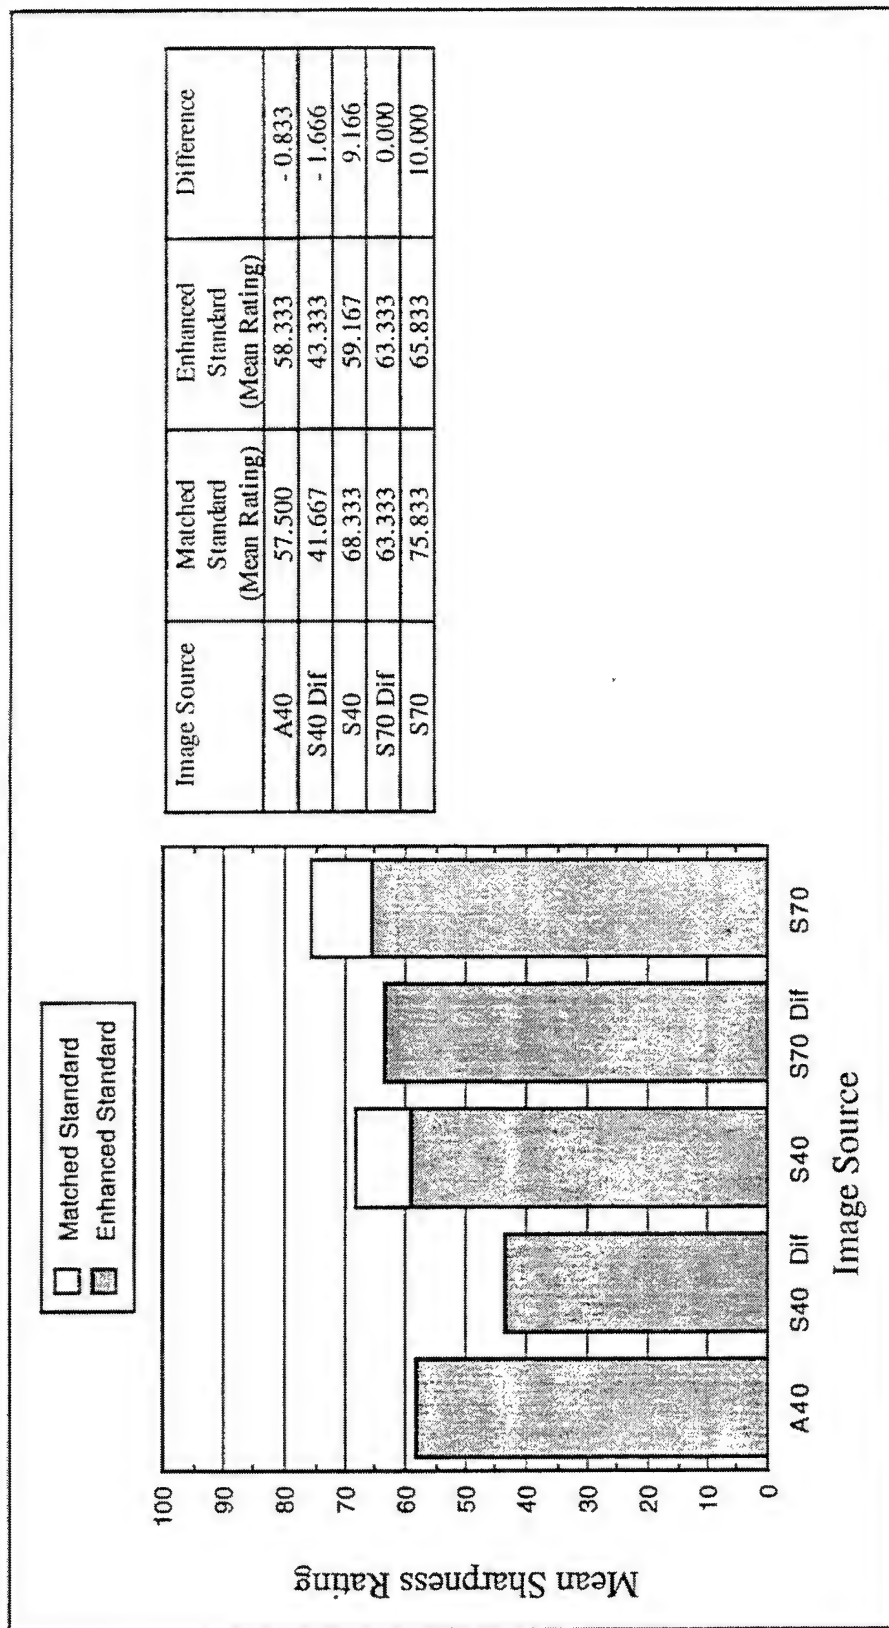 Matched Standard
Enhanced Standard
Mean Sharpness Rating
100
90
80
70
60
50
40
30
20
10
0
A40 S40 Dif S40 S70 Dif S70
Image Source
Image Source Matched Standard (Mean Rating) Enhanced Standard (Mean Rating) Difference
A40 57.500 58.333 - 0.833
S40 Dif 41.667 43.333 - 1.666
S40 68.333 59.167 9.166
S70 Dif 63.333 63.333 0.000
S70 75.833 65.833 10.000